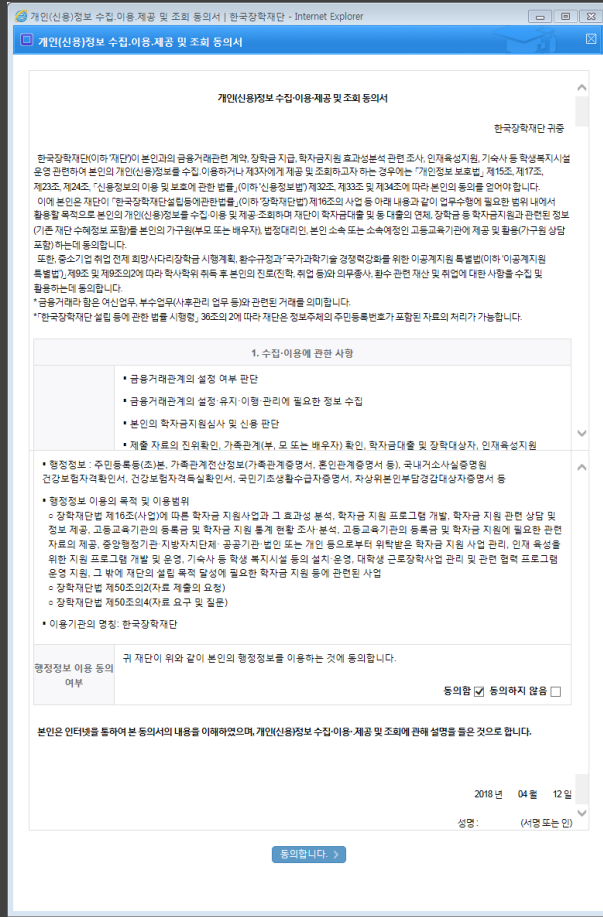 개인(신용)정보 수집.이용.제공 및 조회 동의서 | 한국장학재단 - Internet Explorer
개인(신용)정보 수집.이용.제공 및 조회 동의서
개인(신용)정보 수집·이용·제공 및 조회 동의서
한국장학재단 귀중
한국장학재단(이하 '재단')이 본인과의 금융거래관련 계약, 장학금 지급, 학자금지원 효과성분석 관련 조사, 인재육성지원, 기숙사 등 학생복지시설
운영 관련하여 본인의 개인(신용)정보를 수집.이용하거나 제3자에게 제공 및 조회하고자 하는 경우에는 「개인정보 보호법」 제15조, 제17조,
제23조, 제24조, 「신용정보의 이용 및 보호에 관한 법률」(이하 '신용정보법') 제32조, 제33조 및 제34조에 따라 본인의 동의를 얻어야 합니다.
이에 본인은 재단이 「한국장학재단설립등에관한법률」(이하 '장학재단법') 제16조의 사업 등 아래 내용과 같이 업무수행에 필요한 범위 내에서
활용할 목적으로 본인의 개인(신용)정보를 수집·이용 및 제공·조회하며 재단이 학자금대출 및 동 대출의 연체, 장학금 등 학자금지원과 관련된 정보
(기존 재단 수혜정보 포함)를 본인의 가구원(부모 또는 배우자), 법정대리인, 본인 소속 또는 소속예정인 고등교육기관에 제공 및 활용(가구원 상담
포함) 하는데 동의합니다.
또한, 중소기업 취업 전제 희망사다리장학금 시행계획, 환수규정과 「국가과학기술 경쟁력강화를 위한 이공계지원 특별법(이하 '이공계지원
특별법')」제9조 및 제9조의2에 따라 학사학위 취득 후 본인의 진로(진학, 취업 등)와 의무종사, 환수 관련 재산 및 취업에 대한 사항을 수집 및
활용하는데 동의합니다.
* 금융거래라 함은 여신업무, 부수업무(사후관리 업무 등)와 관련된 거래를 의미합니다.
*「한국장학재단 설립 등에 관한 법률 시행령」 36조의 2에 따라 재단은 정보주체의 주민등록번호가 포함된 자료의 처리가 가능합니다.
1. 수집·이용에 관한 사항
• 금융거래관계의 설정 여부 판단
• 금융거래관계의 설정·유지·이행·관리에 필요한 정보 수집
• 본인의 학자금지원심사 및 신용 판단
• 제출 자료의 진위확인, 가족관계(부, 모 또는 배우자) 확인, 학자금대출 및 장학대상자, 인재육성지원
• 행정정보 : 주민등록등(초)본, 가족관계전산정보(가족관계증명서, 혼인관계증명서 등), 국내거소사실증명원
건강보험자격확인서, 건강보험자격득실확인서, 국민기초생활수급자증명서, 차상위본인부담경감대상자증명서 등
• 행정정보 이용의 목적 및 이용범위
○ 장학재단법 제16조(사업)에 따른 학자금 지원사업과 그 효과성 분석, 학자금 지원 프로그램 개발, 학자금 지원 관련 상담 및
정보 제공, 고등교육기관의 등록금 및 학자금 지원 통계 현황 조사·분석, 고등교육기관의 등록금 및 학자금 지원에 필요한 관련
자료의 제공, 중앙행정기관·지방자치단체· 공공기관·법인 또는 개인 등으로부터 위탁받은 학자금 지원 사업 관리, 인재 육성을
위한 지원 프로그램 개발 및 운영, 기숙사 등 학생 복지시설 등의 설치·운영, 대학생 근로장학사업 관리 및 관련 협력 프로그램
운영 지원, 그 밖에 재단의 설립 목적 달성에 필요한 학자금 지원 등에 관련된 사업
○ 장학재단법 제50조의2(자료 제출의 요청)
○ 장학재단법 제50조의4(자료 요구 및 질문)
• 이용기관의 명칭: 한국장학재단
행정정보 이용 동의
여부
귀 재단이 위와 같이 본인의 행정정보를 이용하는 것에 동의합니다.
동의함 ☑ 동의하지 않음 ☐
본인은 인터넷을 통하여 본 동의서의 내용을 이해하였으며, 개인(신용)정보 수집·이용·.제공 및 조회에 관해 설명을 들은 것으로 합니다.
2018 년 04 월 12 일
성명 : (서명 또는 인)
동의합니다. >